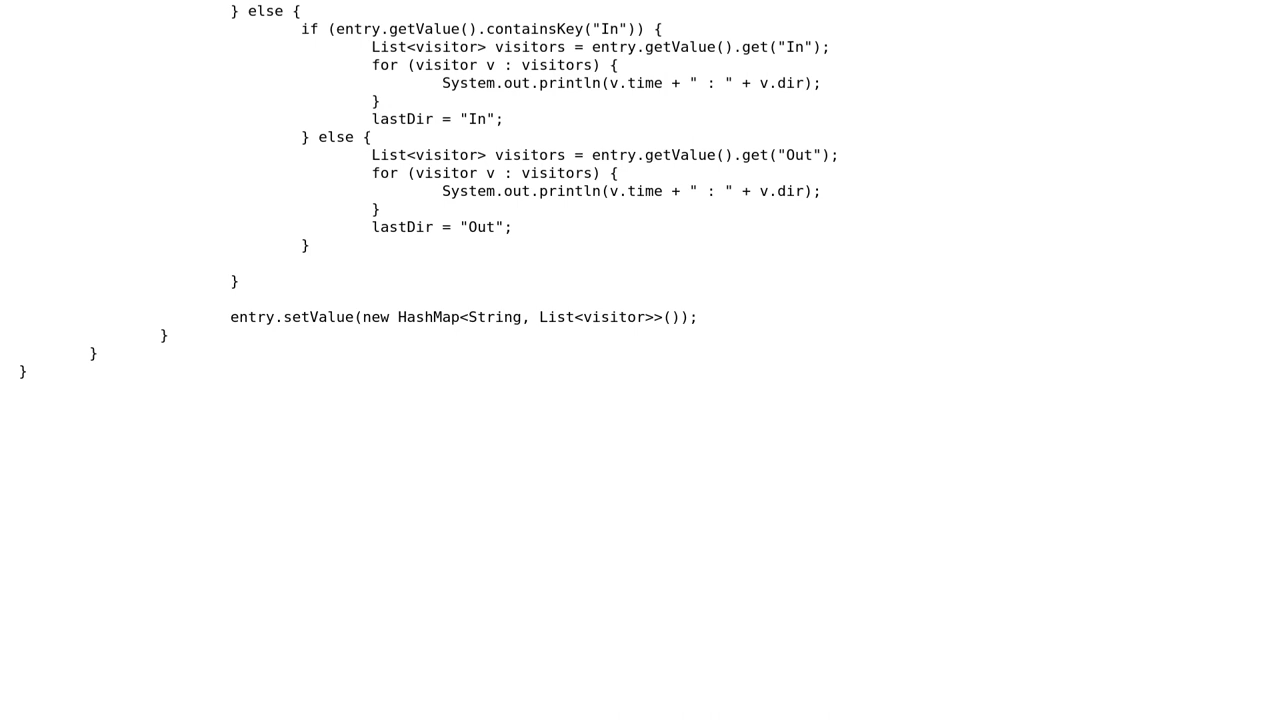 } else {
if (entry.getValue().containsKey("In")) {
List<visitor> visitors = entry.getValue().get("In");
for (visitor v : visitors) {
System.out.println(v.time + " : " + v.dir);
}
lastDir = "In";
} else {
List<visitor> visitors = entry.getValue().get("Out");
for (visitor v : visitors) {
System.out.println(v.time + " : " + v.dir);
}
lastDir = "Out";
}
}
entry.setValue(new HashMap<String, List<visitor>>());
}
}
}